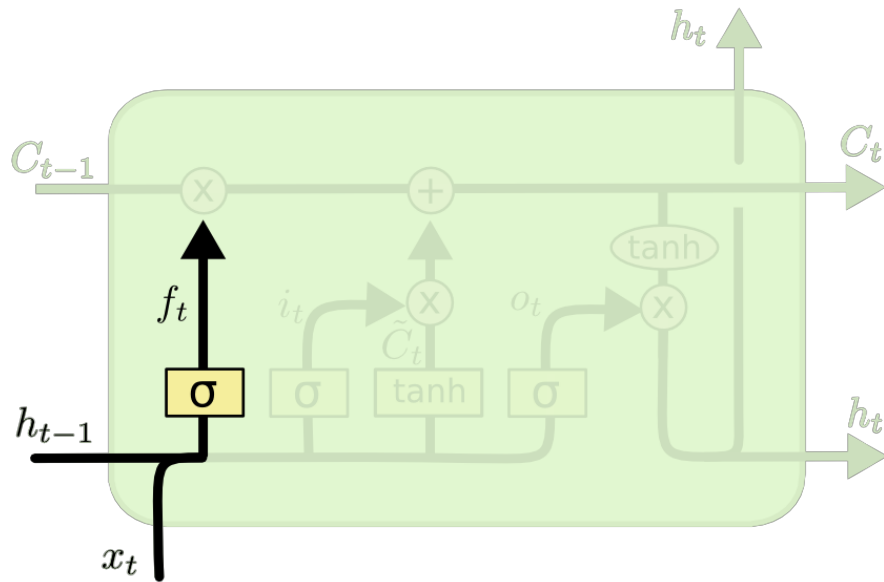 h_t
C_{t-1}
C_t
x
+
tanh
f_t
i_t
x
o_t
x
C̃_t
σ
σ
tanh
σ
h_{t-1}
h_t
x_t